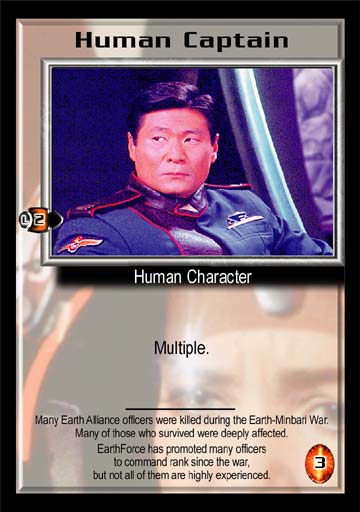 Human Captain
2
Human Character
Multiple.
Many Earth Alliance officers were killed during the Earth-Minbari War.
Many of those who survived were deeply affected.
EarthForce has promoted many officers
to command rank since the war,
but not all of them are highly experienced.
3